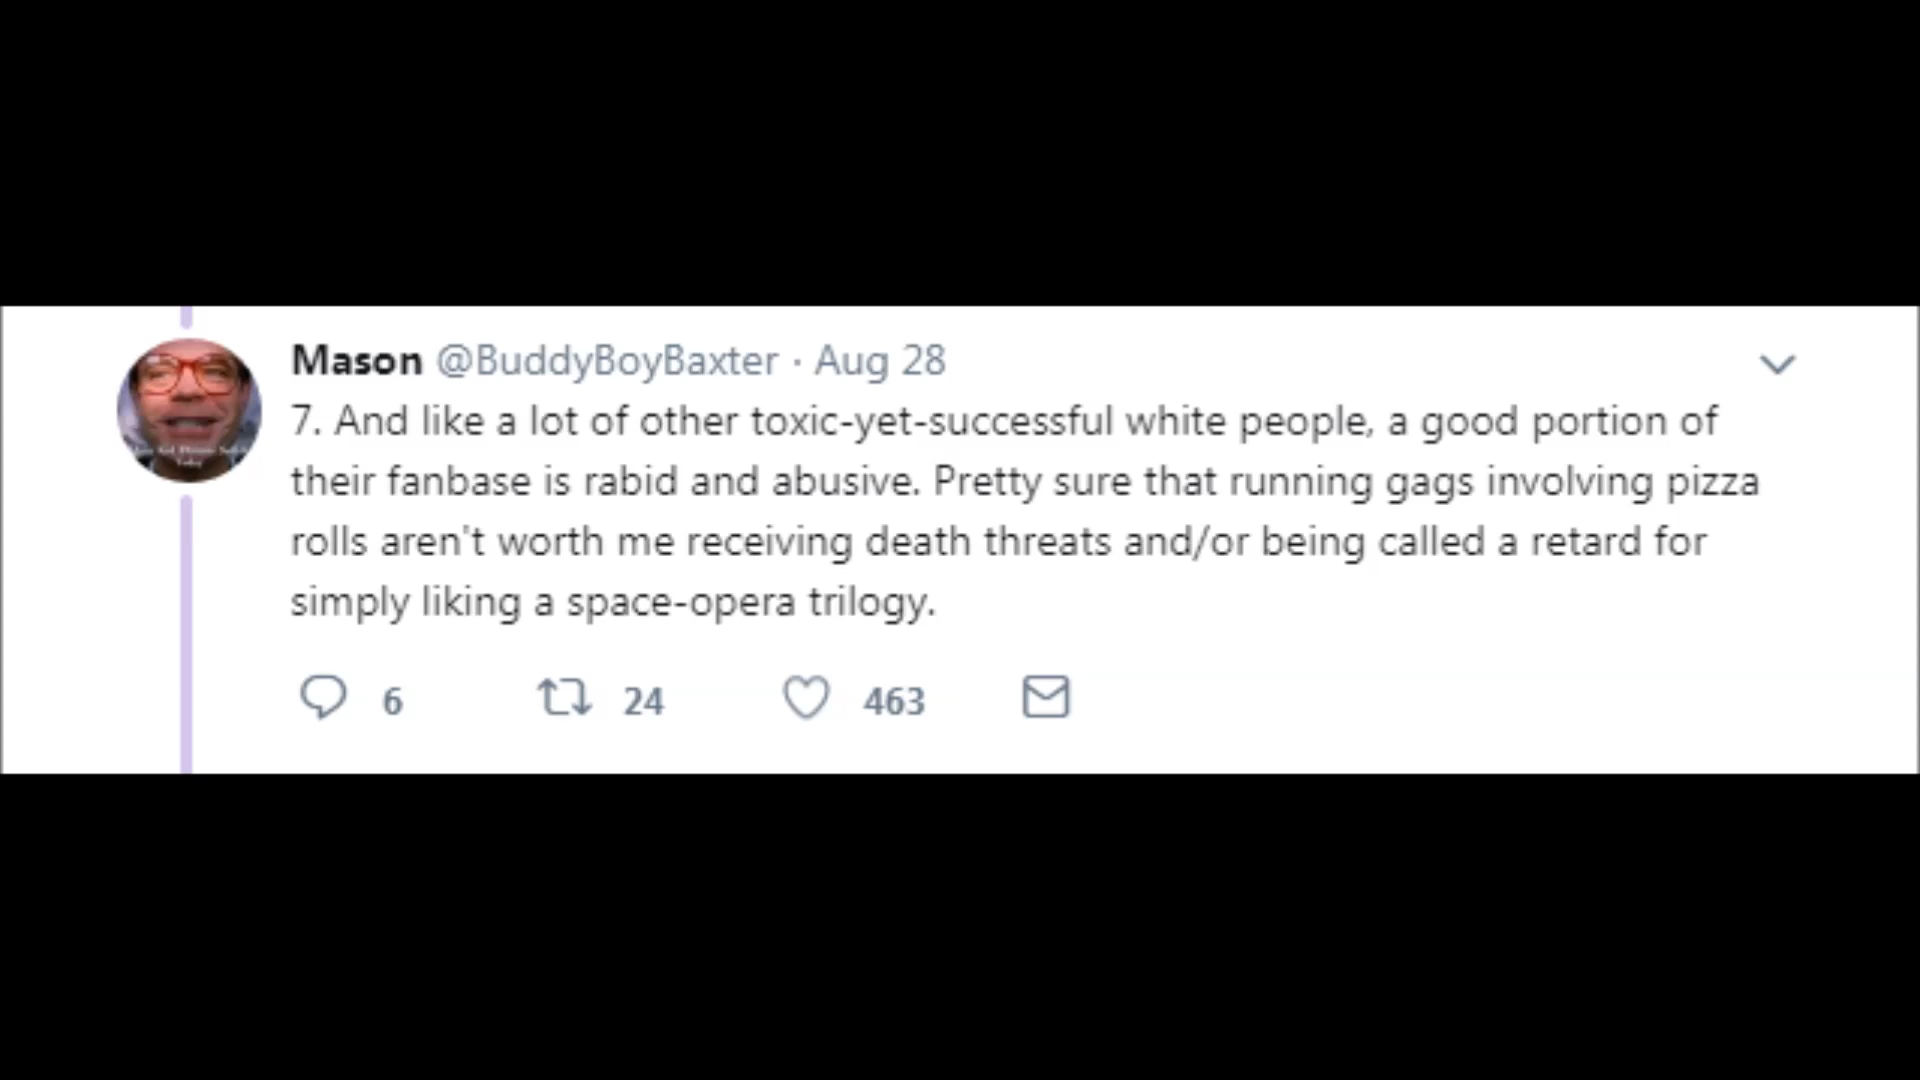 Mason @BuddyBoyBaxter · Aug 28
7. And like a lot of other toxic-yet-successful white people, a good portion of
their fanbase is rabid and abusive. Pretty sure that running gags involving pizza
rolls aren't worth me receiving death threats and/or being called a retard for
simply liking a space-opera trilogy.
6 24 463